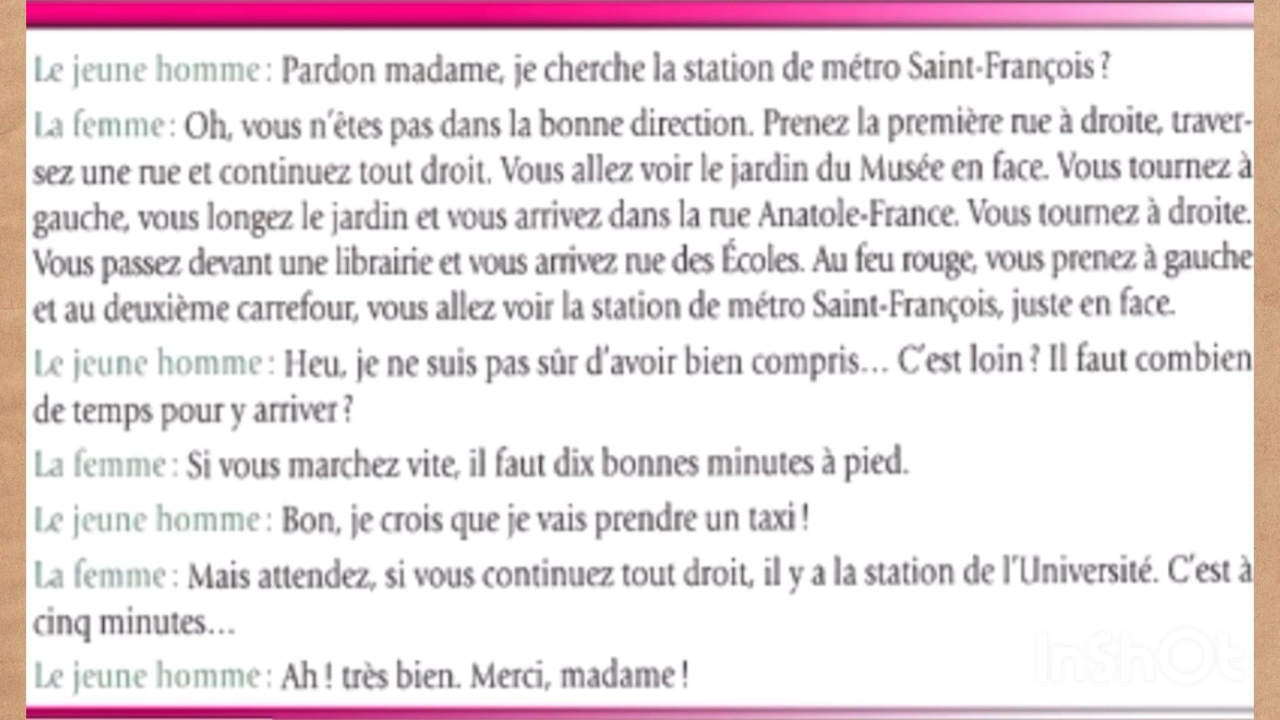 Le jeune homme : Pardon madame, je cherche la station de métro Saint-François ?
La femme : Oh, vous n'êtes pas dans la bonne direction. Prenez la première rue à droite, traver-
sez une rue et continuez tout droit. Vous allez voir le jardin du Musée en face. Vous tournez à
gauche, vous longez le jardin et vous arrivez dans la rue Anatole-France. Vous tournez à droite.
Vous passez devant une librairie et vous arrivez rue des Écoles. Au feu rouge, vous prenez à gauche
et au deuxième carrefour, vous allez voir la station de métro Saint-François, juste en face.
Le jeune homme : Heu, je ne suis pas sûr d'avoir bien compris... C'est loin ? Il faut combien
de temps pour y arriver ?
La femme : Si vous marchez vite, il faut dix bonnes minutes à pied.
Le jeune homme : Bon, je crois que je vais prendre un taxi !
La femme : Mais attendez, si vous continuez tout droit, il y a la station de l'Université. C'est à
cinq minutes...
Le jeune homme : Ah ! très bien. Merci, madame !
InShOt